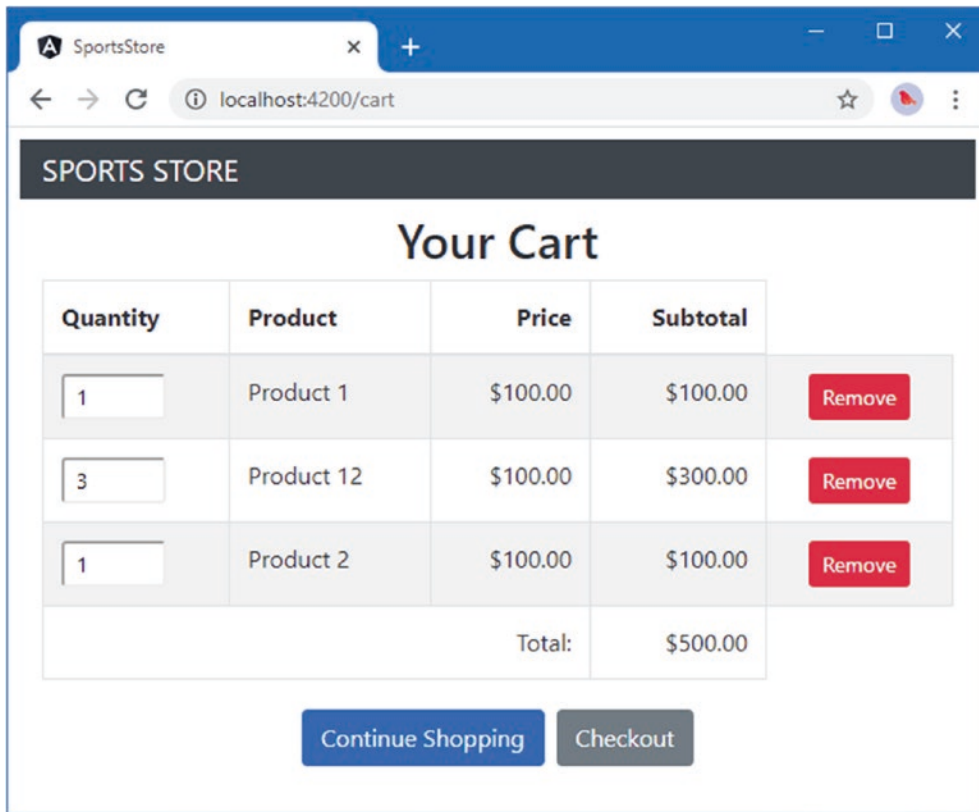 SportsStore
localhost:4200/cart
SPORTS STORE
Your Cart
Quantity Product Price Subtotal
1 Product 1 $100.00 $100.00 Remove
3 Product 12 $100.00 $300.00 Remove
1 Product 2 $100.00 $100.00 Remove
Total: $500.00
Continue Shopping Checkout